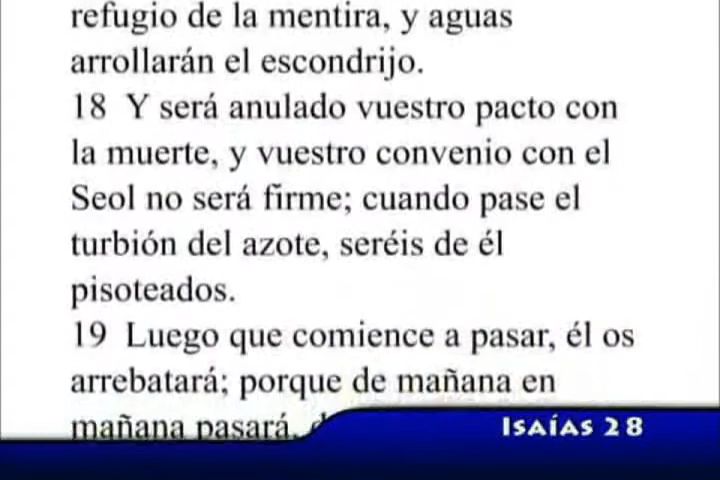 refugio de la mentira, y aguas
arrollarán el escondrijo.
18 Y será anulado vuestro pacto con
la muerte, y vuestro convenio con el
Seol no será firme; cuando pase el
turbión del azote, seréis de él
pisoteados.
19 Luego que comience a pasar, él os
arrebatará; porque de mañana en
mañana pasará,
ISAÍAS 28